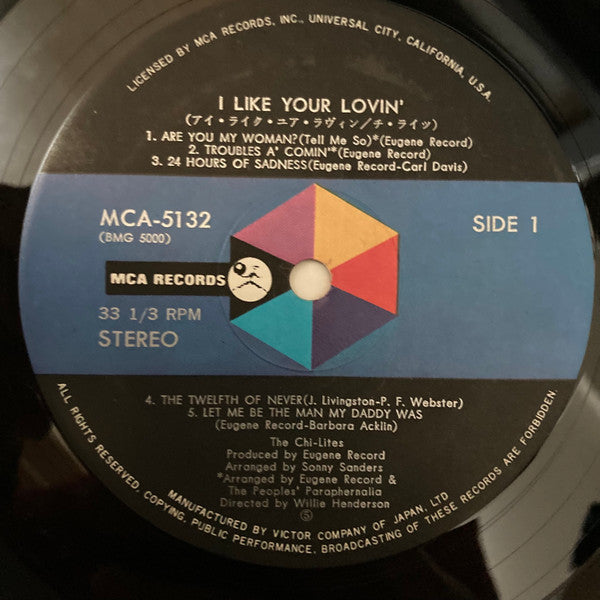 LICENSED BY MCA RECORDS, INC., UNIVERSAL CITY, CALIFORNIA, U.S.A.
I LIKE YOUR LOVIN'
(アイ・ライク・ユア・ラヴィン/チ・ライツ)
1. ARE YOU MY WOMAN?(Tell Me So)*(Eugene Record)
2. TROUBLES A' COMIN'*(Eugene Record)
3. 24 HOURS OF SADNESS(Eugene Record-Carl Davis)
MCA-5132
SIDE 1
(BMG 5000)
MCA RECORDS
33 1/3 RPM
STEREO
4. THE TWELFTH OF NEVER(J. Livingston-P. F. Webster)
5. LET ME BE THE MAN MY DADDY WAS
(Eugene Record-Barbara Acklin)
The Chi-Lites
Produced by Eugene Record
Arranged by Sonny Sanders
*Arranged by Eugene Record &
The Peoples' Paraphernalia
Directed by Willie Henderson
⑤
MANUFACTURED BY VICTOR COMPANY OF JAPAN, LTD
ALL RIGHTS RESERVED. COPYING, PUBLIC PERFORMANCE, BROADCASTING OF THESE RECORDS ARE FORBIDDEN.